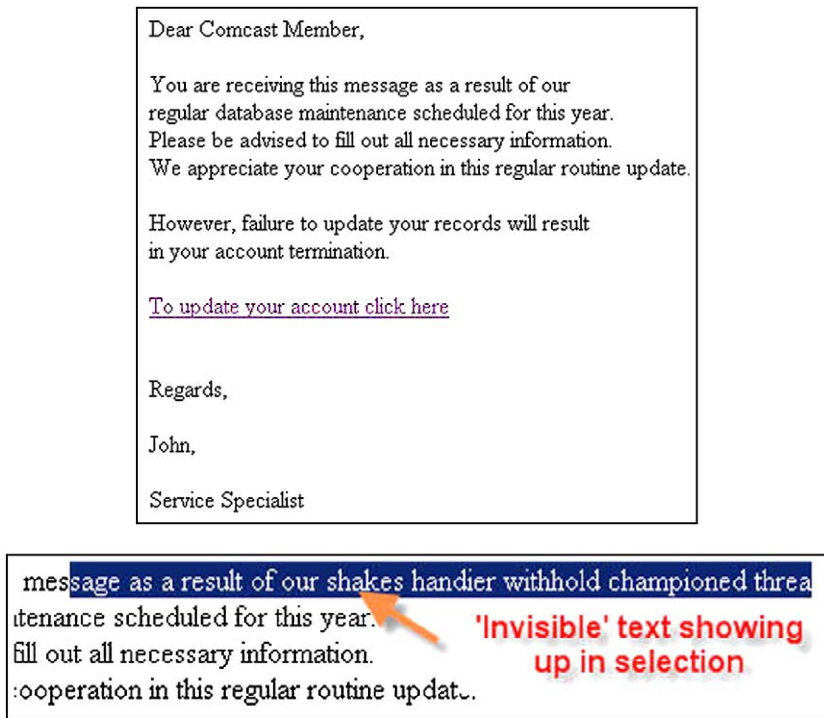 Dear Comcast Member,
You are receiving this message as a result of our
regular database maintenance scheduled for this year.
Please be advised to fill out all necessary information.
We appreciate your cooperation in this regular routine update.
However, failure to update your records will result
in your account termination.
To update your account click here
Regards,
John,
Service Specialist
message as a result of our shakes handier withhold championed threa
tenance scheduled for this year.
fill out all necessary information.
'Invisible' text showing
up in selection
cooperation in this regular routine update.